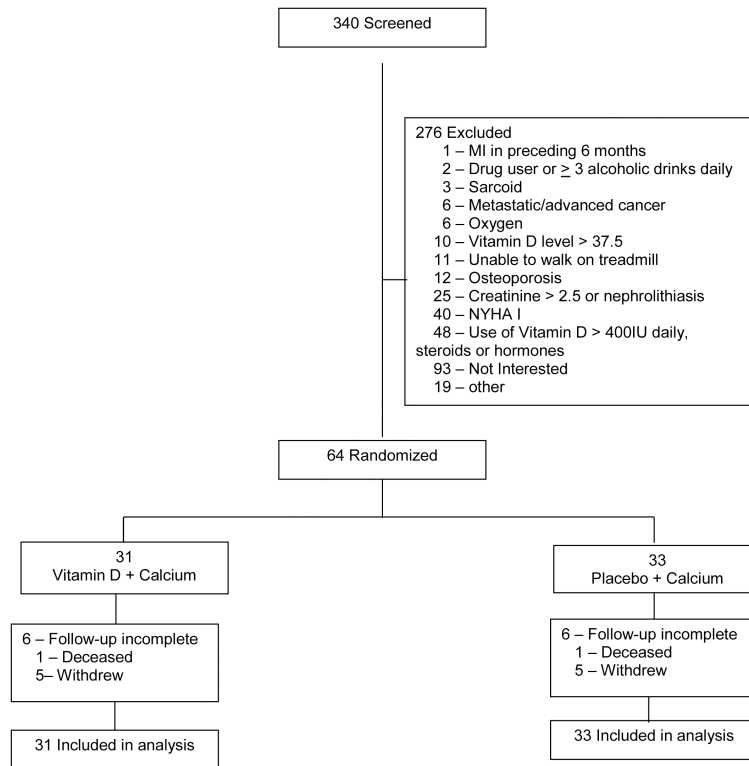 340 Screened
276 Excluded
1 – MI in preceding 6 months
2 – Drug user or ≥ 3 alcoholic drinks daily
3 – Sarcoid
6 – Metastatic/advanced cancer
6 – Oxygen
10 – Vitamin D level > 37.5
11 – Unable to walk on treadmill
12 – Osteoporosis
25 – Creatinine > 2.5 or nephrolithiasis
40 – NYHA I
48 – Use of Vitamin D > 400IU daily,
steroids or hormones
93 – Not Interested
19 – other
64 Randomized
31
Vitamin D + Calcium
6 – Follow-up incomplete
1 – Deceased
5– Withdrew
31 Included in analysis
33
Placebo + Calcium
6 – Follow-up incomplete
1 – Deceased
5 – Withdrew
33 Included in analysis